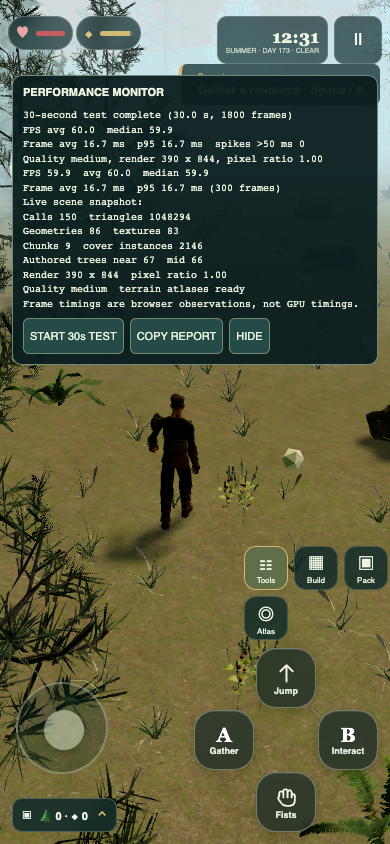 12:31
SUMMER · DAY 173 · CLEAR
Gather a resource · Space / A
PERFORMANCE MONITOR
30-second test complete (30.0 s, 1800 frames)
FPS avg 60.0 median 59.9
Frame avg 16.7 ms p95 16.7 ms spikes >50 ms 0
Quality medium, render 390 x 844, pixel ratio 1.00
FPS 59.9 avg 60.0 median 59.9
Frame avg 16.7 ms p95 16.7 ms (300 frames)
Live scene snapshot:
Calls 150 triangles 1048294
Geometries 86 textures 83
Chunks 9 cover instances 2146
Authored trees near 67 mid 66
Render 390 x 844 pixel ratio 1.00
Quality medium terrain atlases ready
Frame timings are browser observations, not GPU timings.
START 30s TEST COPY REPORT HIDE
Tools Build Pack
Atlas
Jump
A B
Gather Interact
Fists
0 · ◆ 0